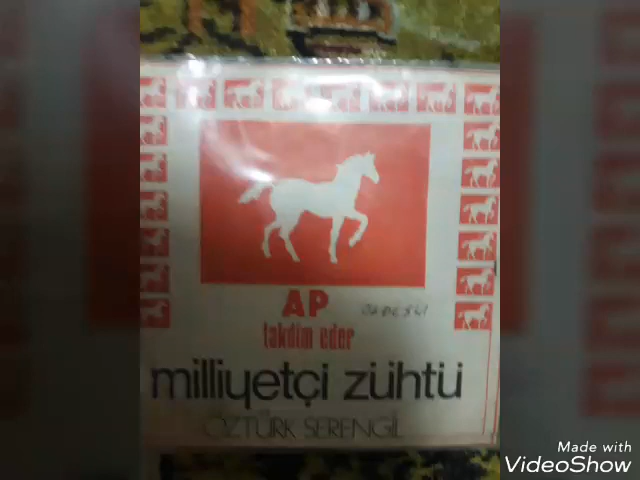 AP
takdim eder
milliyetçi zühtü
ÖZTÜRK SERENGİL
Made with
VideoShow